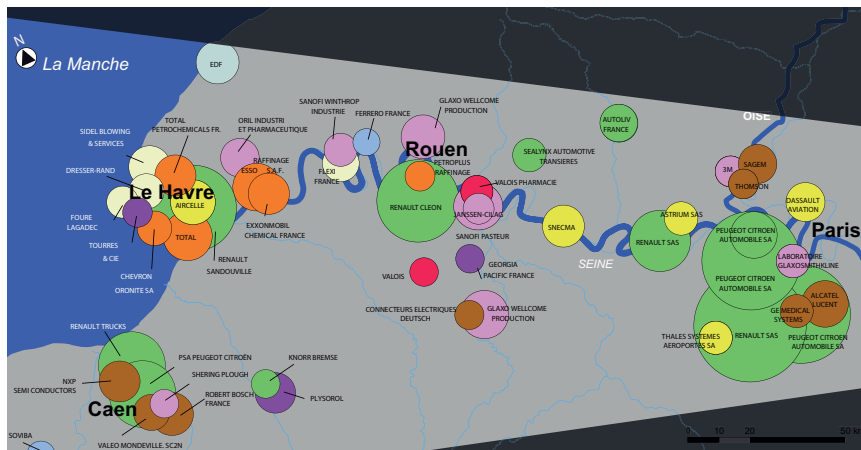 N
La Manche
EDF
OISE
SANOFI WINTHROP
INDUSTRIE
FERRERO FRANCE
GLAXO WELLCOME
PRODUCTION
TOTAL
PETROCHEMICALS FR.
ORIL INDUSTRI
ET PHARMACEUTIQUE
SIDEL BLOWING
& SERVICES
AUTOLIV
FRANCE
Rouen
SEALYNX AUTOMOTIVE
TRANSIERES
DRESSER-RAND
RAFFINAGE
ESSO S.A.F.
FLEXI
FRANCE
PETROPLUS
RAFFINAGE
VALOIS PHARMACIE
3M
SAGEM
THOMSON
Le Havre
AIRCELLE
RENAULT CLEON
JANSSEN-CILAG
DASSAULT
AVIATION
FOURE
LAGADEC
EXXONMOBIL
CHEMICAL FRANCE
TOTAL
SANOFI PASTEUR
SNECMA
ASTRIUM SAS
RENAULT SAS
PEUGEOT CITROEN
AUTOMOBILE SA
Paris
TOURRES
& CIE
RENAULT
SANDOUVILLE
CHEVRON
ORONITE SA
VALOIS
GEORGIA
PACIFIC FRANCE
SEINE
LABORATOIRE
GLAXOSMITHKLINE
PEUGEOT CITROEN
AUTOMOBILE SA
CONNECTEURS ELECTRIQUES
DEUTSCH
GLAXO WELLCOME
PRODUCTION
ALCATEL
LUCENT
GE MEDICAL
SYSTEMS
RENAULT TRUCKS
THALES SYSTEMES
AEROPORTES SA
RENAULT SAS
PEUGEOT CITROEN
AUTOMOBILE SA
PSA PEUGEOT CITROËN
KNORR BREMSE
SHERING PLOUGH
NXP
SEMI CONDUCTORS
ROBERT BOSCH
FRANCE
PLYSOROL
Caen
SOVIBA
VALEO MONDEVILLE. SC2N
0 10 20 50 k